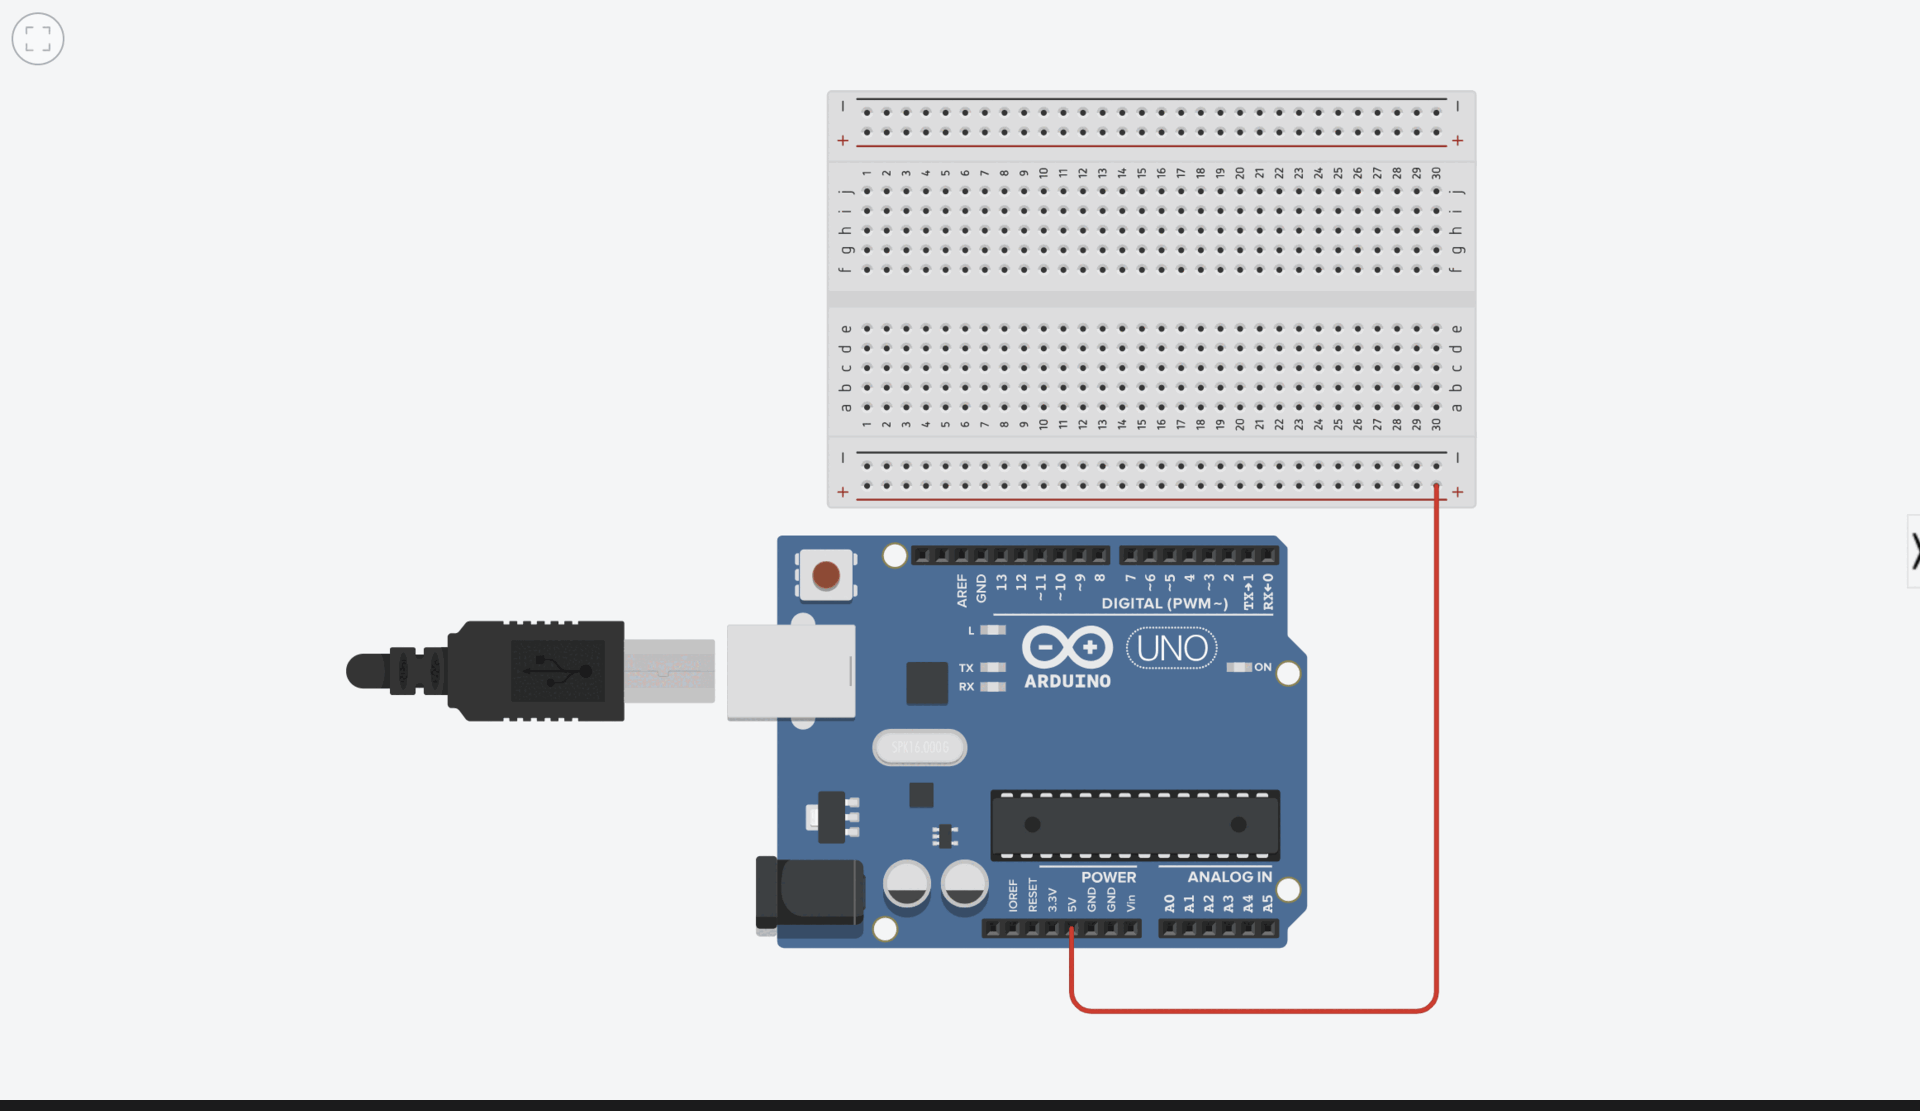 − −
+ +
1 2 3 4 5 6 7 8 9 10 11 12 13 14 15 16 17 18 19 20 21 22 23 24 25 26 27 28 29 30
j j
i i
h h
g g
f f
e e
d d
c c
b b
a a
1 2 3 4 5 6 7 8 9 10 11 12 13 14 15 16 17 18 19 20 21 22 23 24 25 26 27 28 29 30
− −
+ +
AREF GND 13 12 ~11 ~10 ~9 8 7 ~6 ~5 4 ~3 2 TX→1 RX←0
DIGITAL (PWM~)
L
UNO
TX
ON
RX
ARDUINO
SPK16.000G
POWER
ANALOG IN
IOREF RESET 3.3V 5V GND GND Vin A0 A1 A2 A3 A4 A5